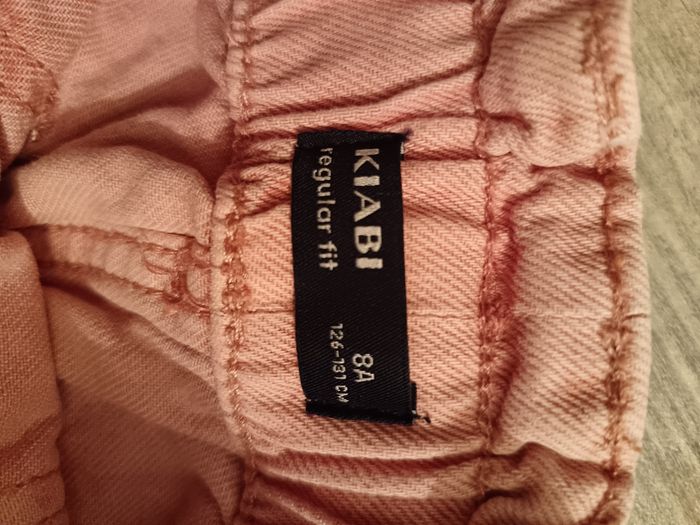 KIABI
regular fit
8A
126-131 CM